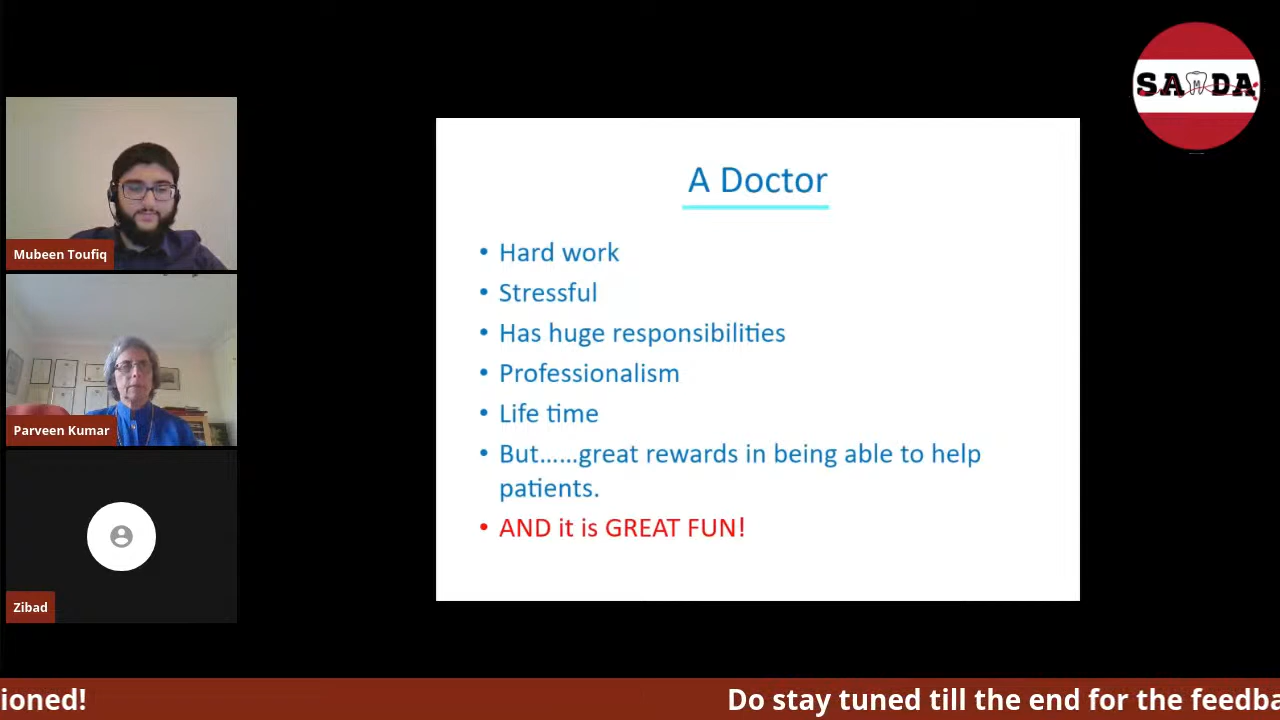 Mubeen Toufiq
Parveen Kumar
Zibad
A Doctor
• Hard work
• Stressful
• Has huge responsibilities
• Professionalism
• Life time
• But......great rewards in being able to help
patients.
• AND it is GREAT FUN!
SAMDA
ioned!
Do stay tuned till the end for the feedba